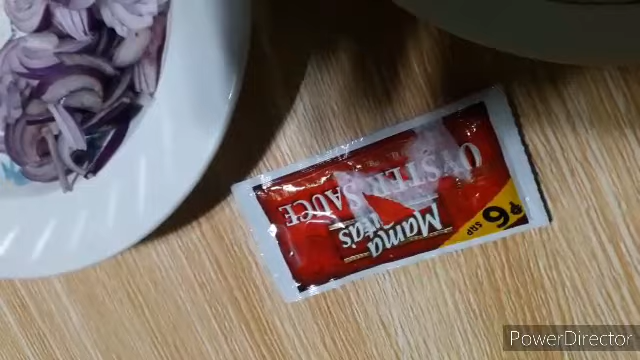 Mama
Sita's
OYSTER SAUCE
₱6
SRP
PowerDirector